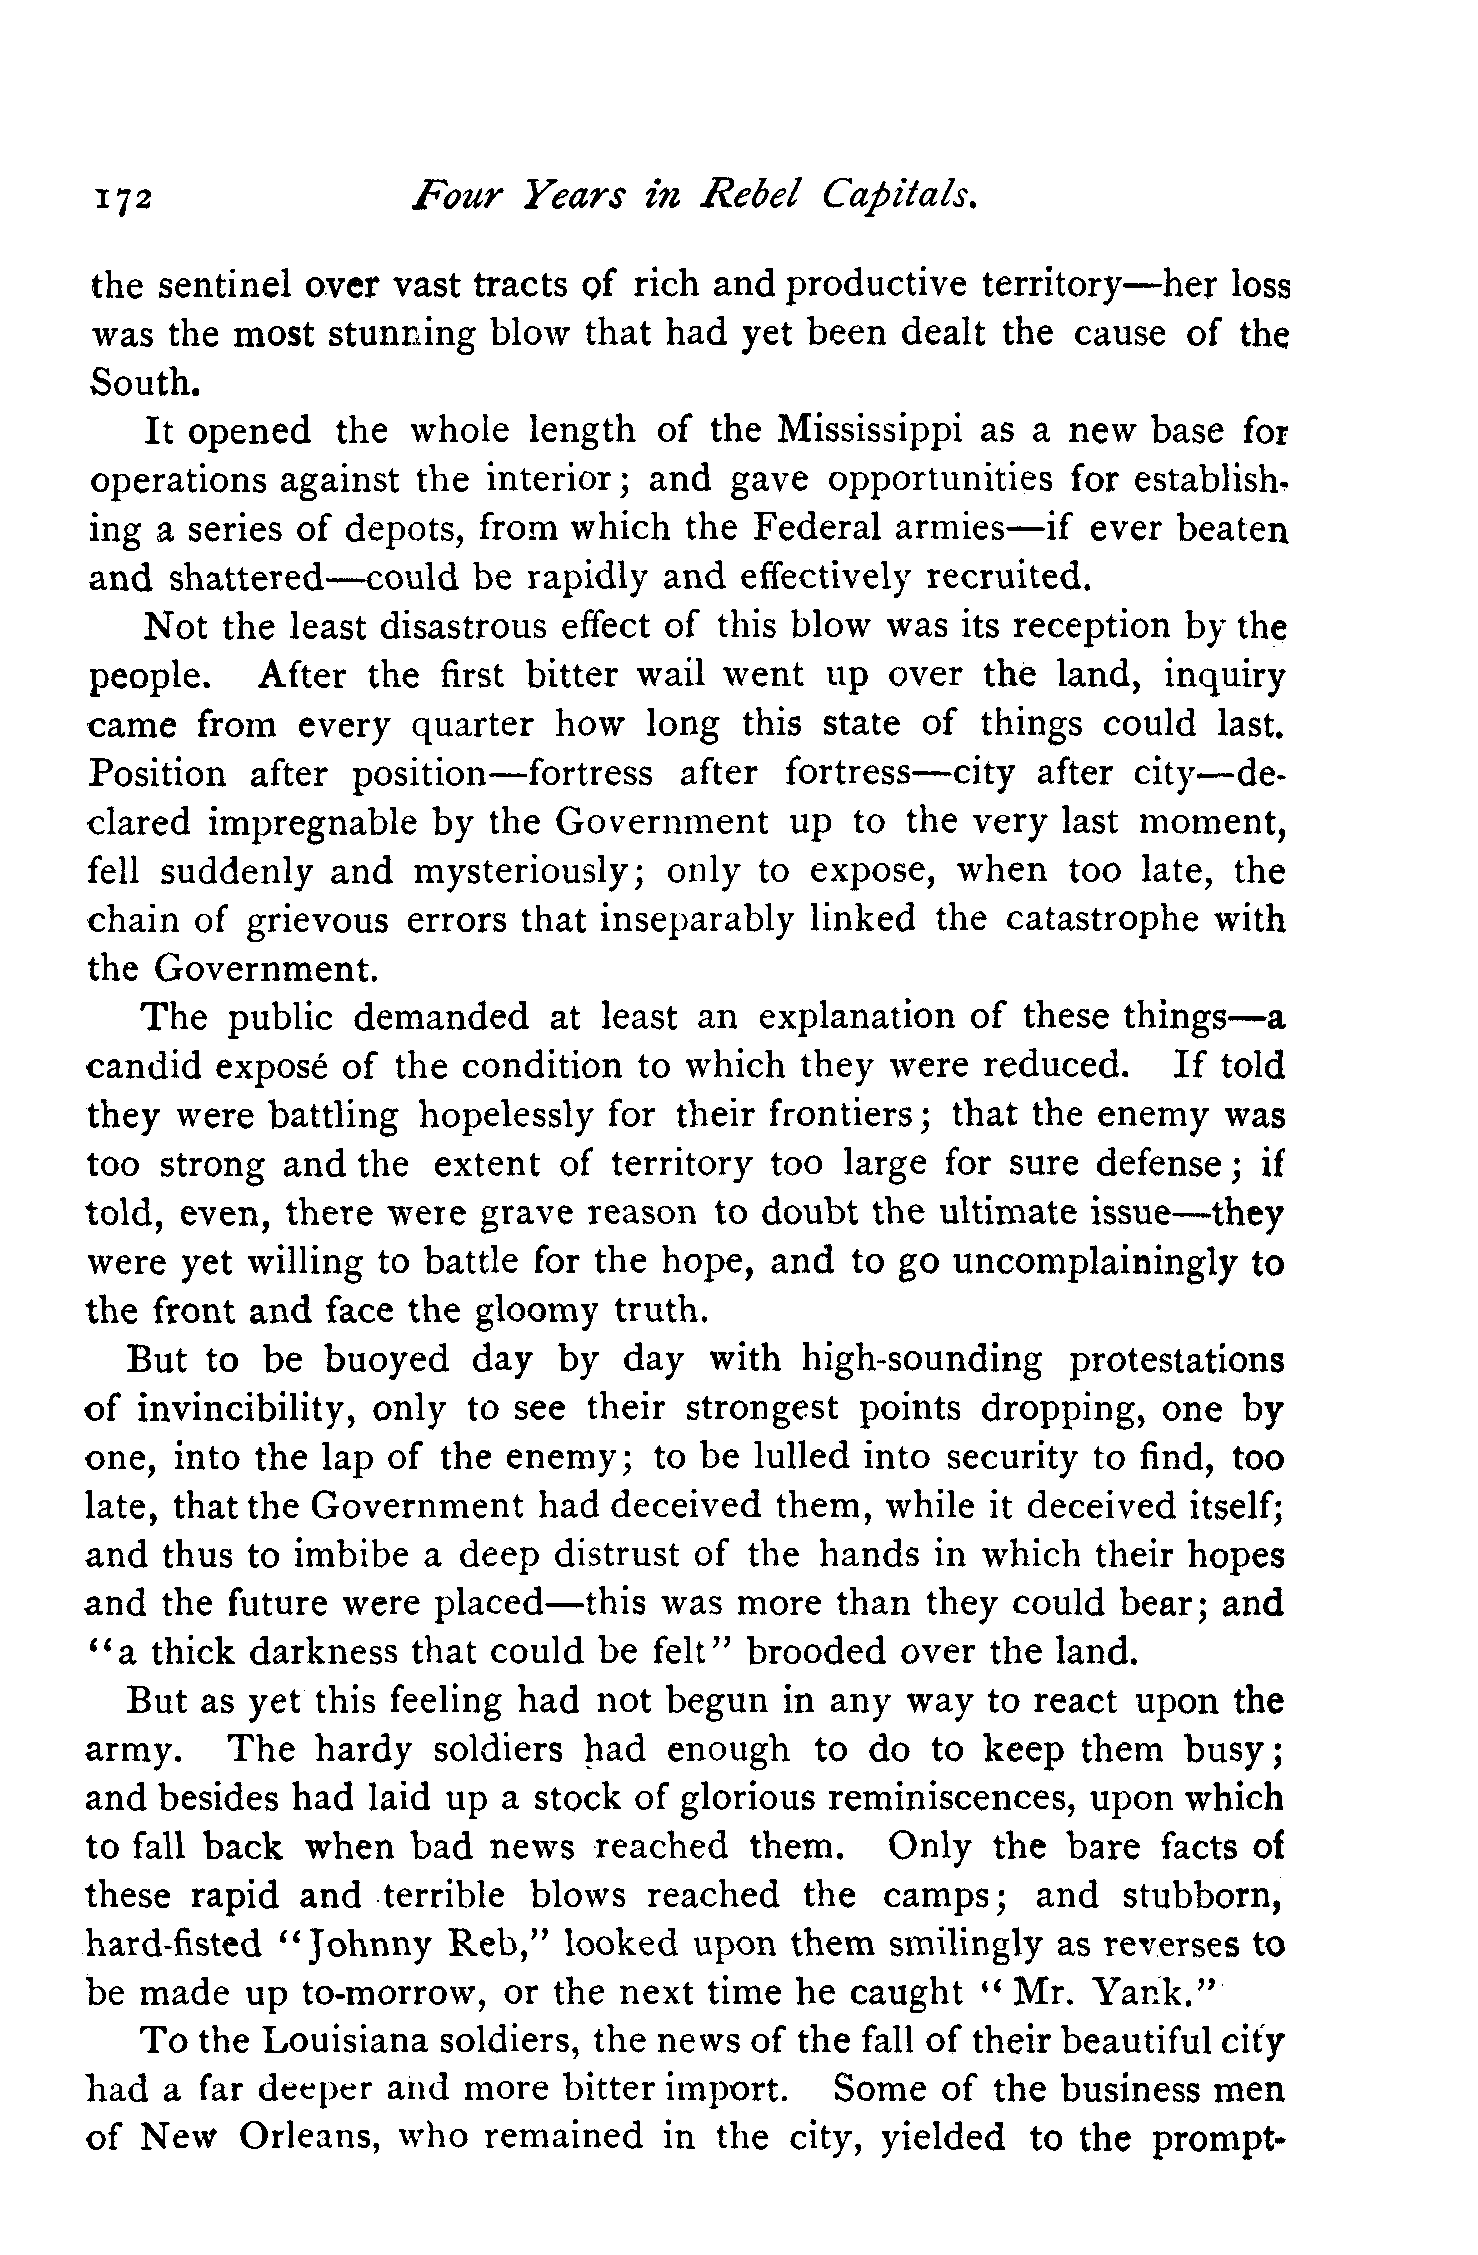 172 Four Years in Rebel Capitals.
the sentinel over vast tracts of rich and productive territory—her loss
was the most stunning blow that had yet been dealt the cause of the
South.
It opened the whole length of the Mississippi as a new base for
operations against the interior; and gave opportunities for establish-
ing a series of depots, from which the Federal armies—if ever beaten
and shattered—could be rapidly and effectively recruited.
Not the least disastrous effect of this blow was its reception by the
people. After the first bitter wail went up over the land, inquiry
came from every quarter how long this state of things could last.
Position after position—fortress after fortress—city after city—de-
clared impregnable by the Government up to the very last moment,
fell suddenly and mysteriously; only to expose, when too late, the
chain of grievous errors that inseparably linked the catastrophe with
the Government.
The public demanded at least an explanation of these things—a
candid exposé of the condition to which they were reduced. If told
they were battling hopelessly for their frontiers; that the enemy was
too strong and the extent of territory too large for sure defense; if
told, even, there were grave reason to doubt the ultimate issue—they
were yet willing to battle for the hope, and to go uncomplainingly to
the front and face the gloomy truth.
But to be buoyed day by day with high-sounding protestations
of invincibility, only to see their strongest points dropping, one by
one, into the lap of the enemy; to be lulled into security to find, too
late, that the Government had deceived them, while it deceived itself;
and thus to imbibe a deep distrust of the hands in which their hopes
and the future were placed—this was more than they could bear; and
"a thick darkness that could be felt" brooded over the land.
But as yet this feeling had not begun in any way to react upon the
army. The hardy soldiers had enough to do to keep them busy;
and besides had laid up a stock of glorious reminiscences, upon which
to fall back when bad news reached them. Only the bare facts of
these rapid and terrible blows reached the camps; and stubborn,
hard-fisted "Johnny Reb," looked upon them smilingly as reverses to
be made up to-morrow, or the next time he caught "Mr. Yank."
To the Louisiana soldiers, the news of the fall of their beautiful city
had a far deeper and more bitter import. Some of the business men
of New Orleans, who remained in the city, yielded to the prompt-